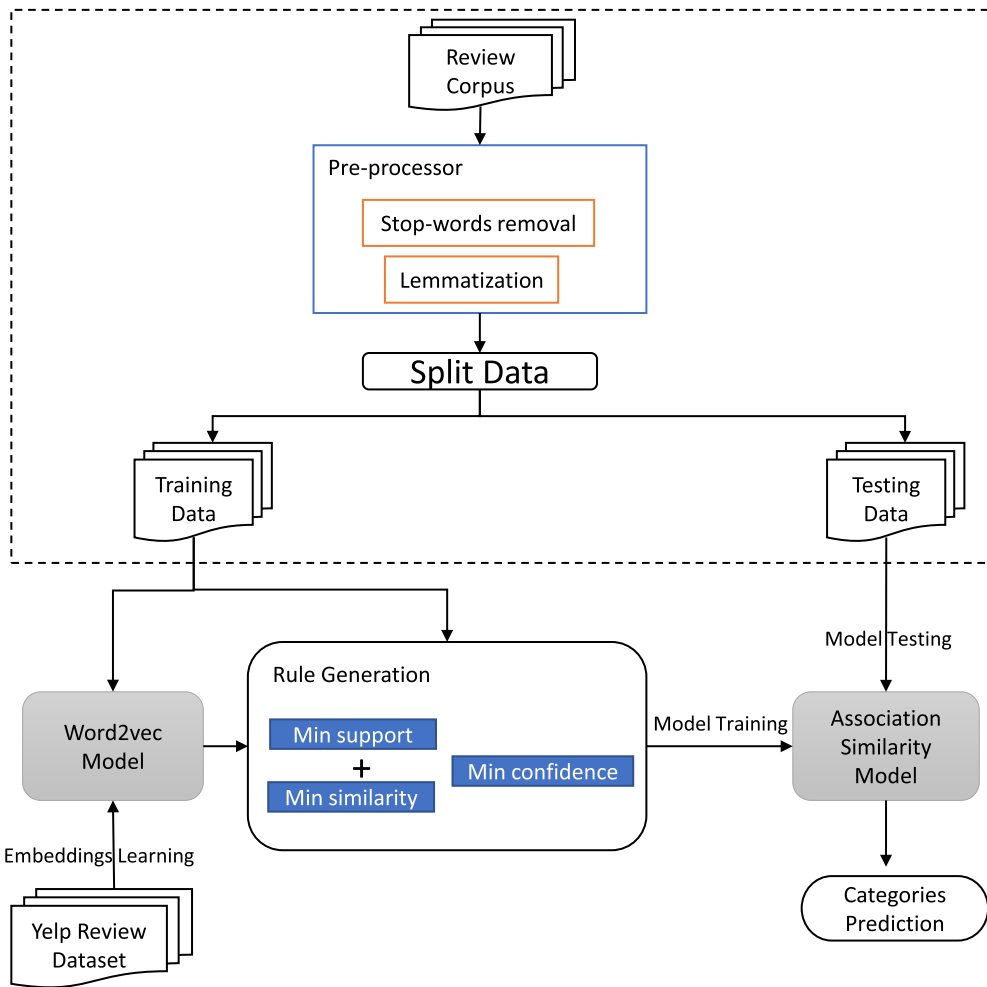 Review
Corpus
Pre-processor
Stop-words removal
Lemmatization
Split Data
Training
Data
Testing
Data
Model Testing
Rule Generation
Min support
+
Min similarity
Min confidence
Word2vec
Model
Model Training
Association
Similarity
Model
Embeddings Learning
Yelp Review
Dataset
Categories
Prediction